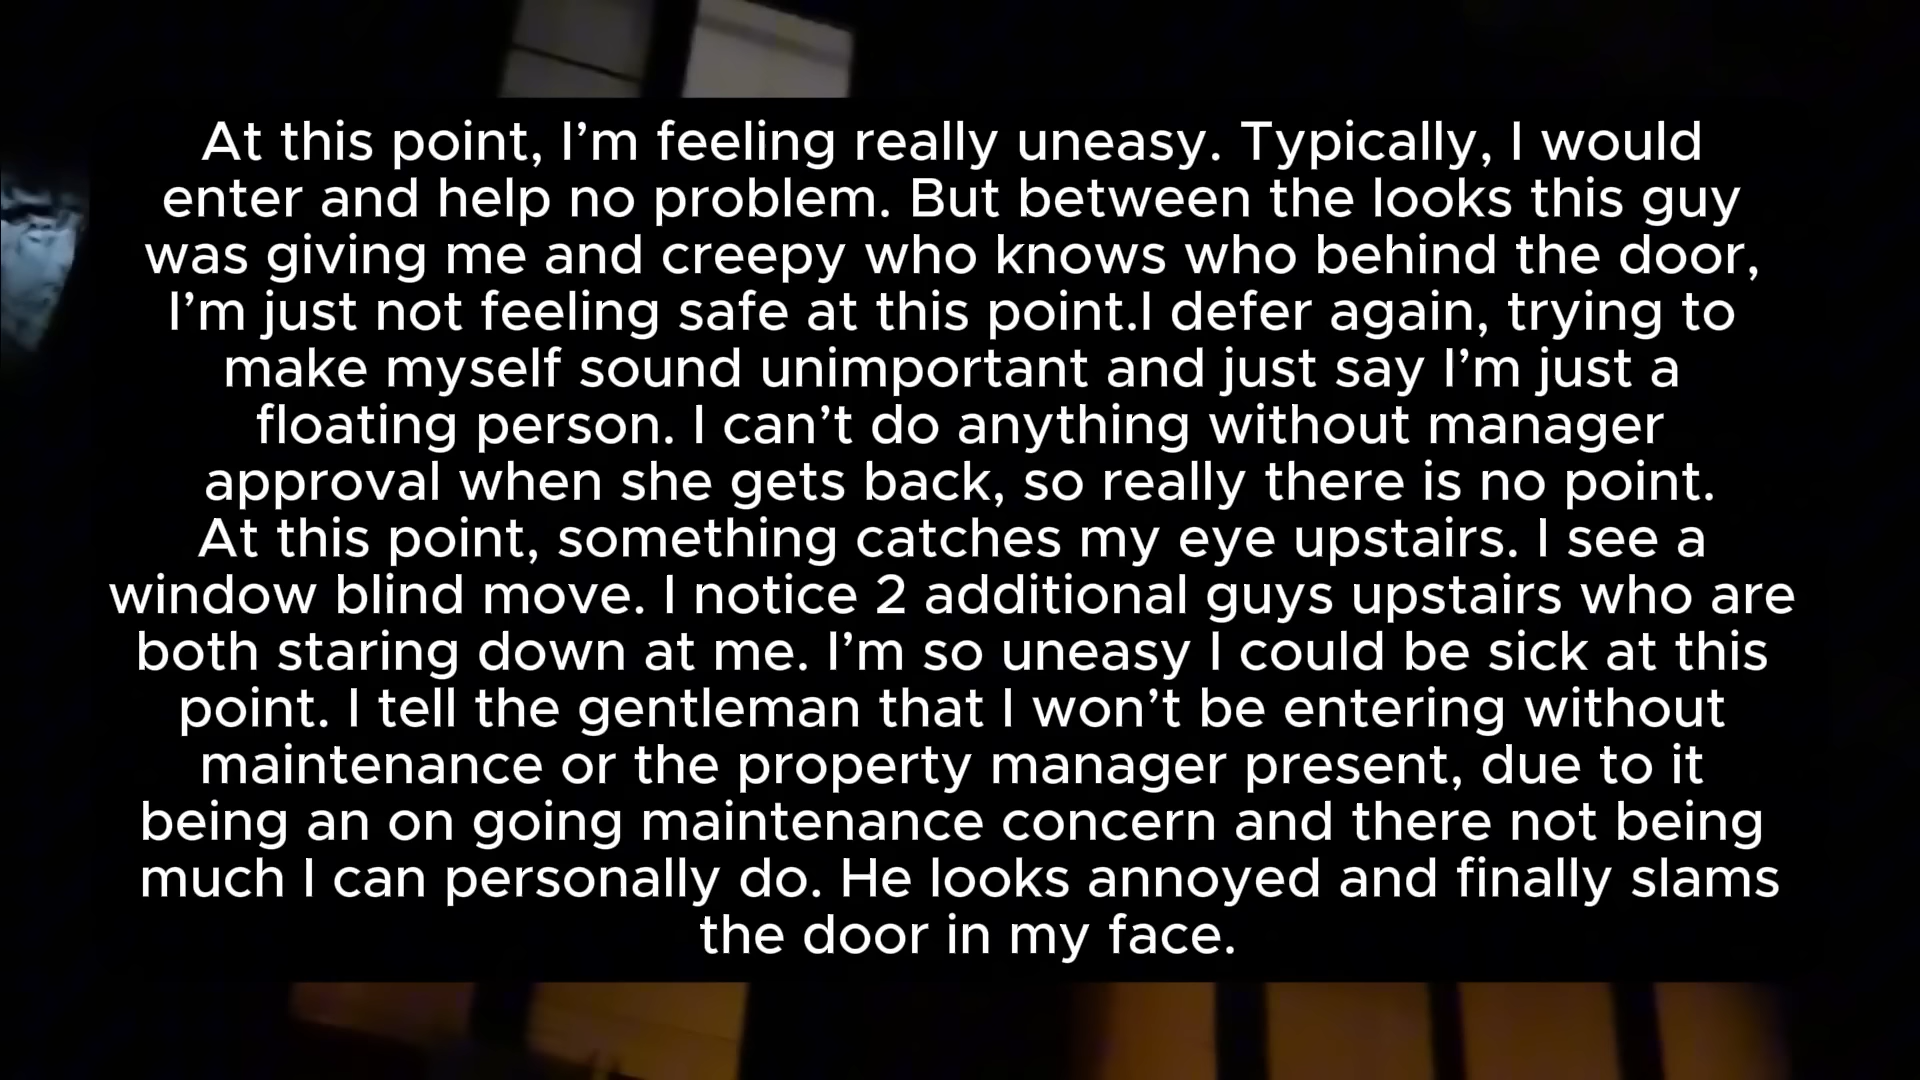 At this point, I’m feeling really uneasy. Typically, I would
enter and help no problem. But between the looks this guy
was giving me and creepy who knows who behind the door,
I’m just not feeling safe at this point.I defer again, trying to
make myself sound unimportant and just say I’m just a
floating person. I can’t do anything without manager
approval when she gets back, so really there is no point.
At this point, something catches my eye upstairs. I see a
window blind move. I notice 2 additional guys upstairs who are
both staring down at me. I’m so uneasy I could be sick at this
point. I tell the gentleman that I won’t be entering without
maintenance or the property manager present, due to it
being an on going maintenance concern and there not being
much I can personally do. He looks annoyed and finally slams
the door in my face.